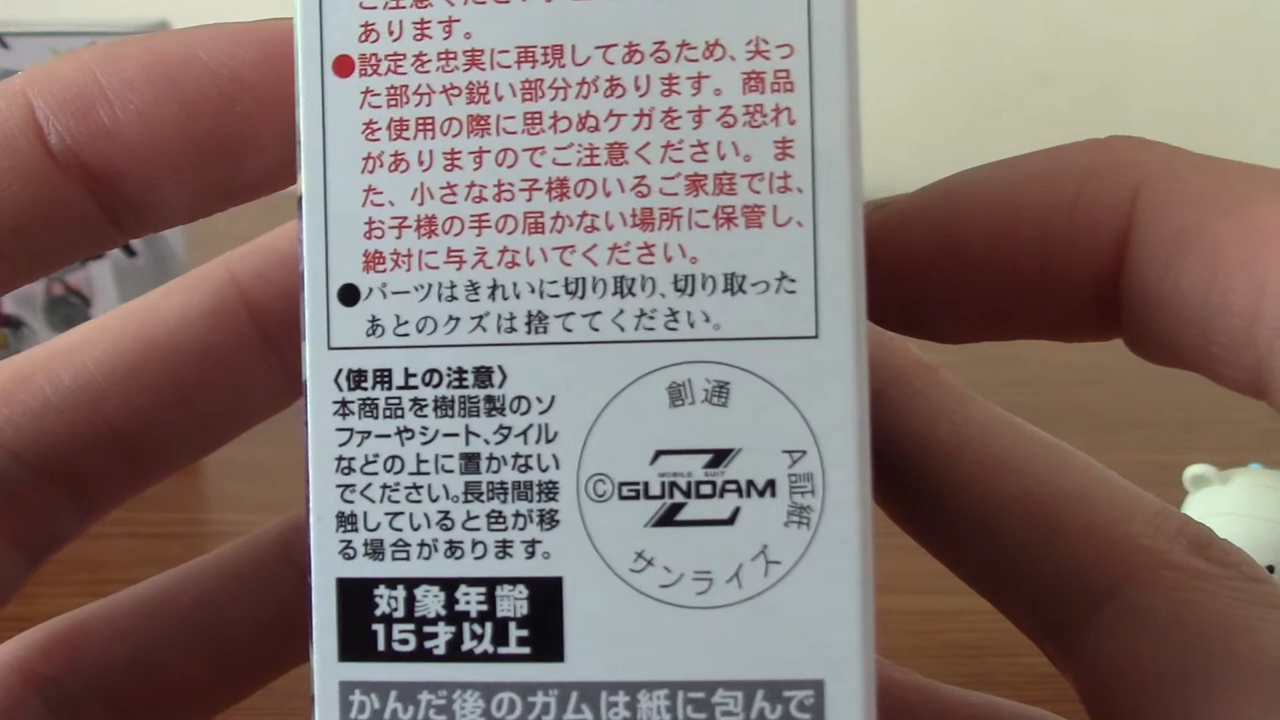 ご注意ください。
あります。
●設定を忠実に再現してあるため、尖っ
た部分や鋭い部分があります。商品
を使用の際に思わぬケガをする恐れ
がありますのでご注意ください。ま
た、小さなお子様のいるご家庭では、
お子様の手の届かない場所に保管し、
絶対に与えないでください。
●パーツはきれいに切り取り、切り取った
あとのクズは捨ててください。
〈使用上の注意〉
本商品を樹脂製のソ
ファーやシート、タイル
などの上に置かない
でください。長時間接
触していると色が移
る場合があります。
創通
A証紙
MOBILE SUIT
©GUNDAM
Z
サンライズ
対象年齢
15才以上
かんだ後のガムは紙に包んで